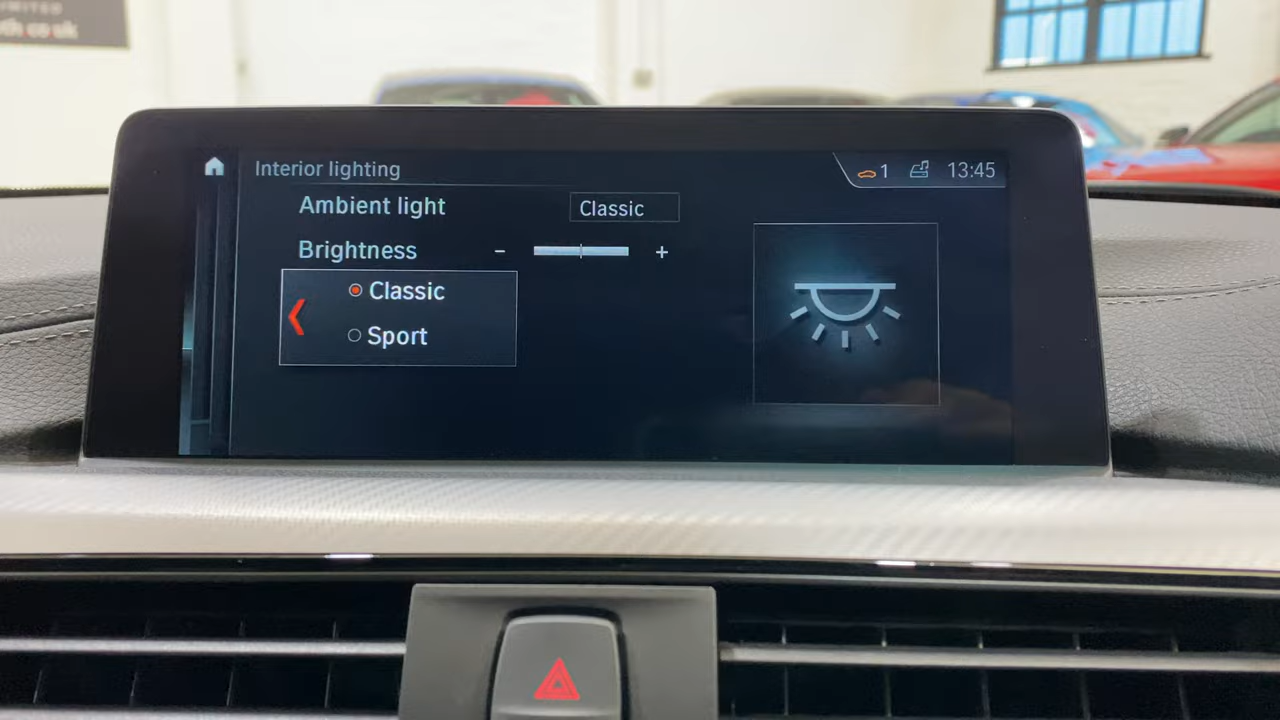 Interior lighting
1
13:45
Ambient light
Classic
Brightness
-
+
Classic
Sport